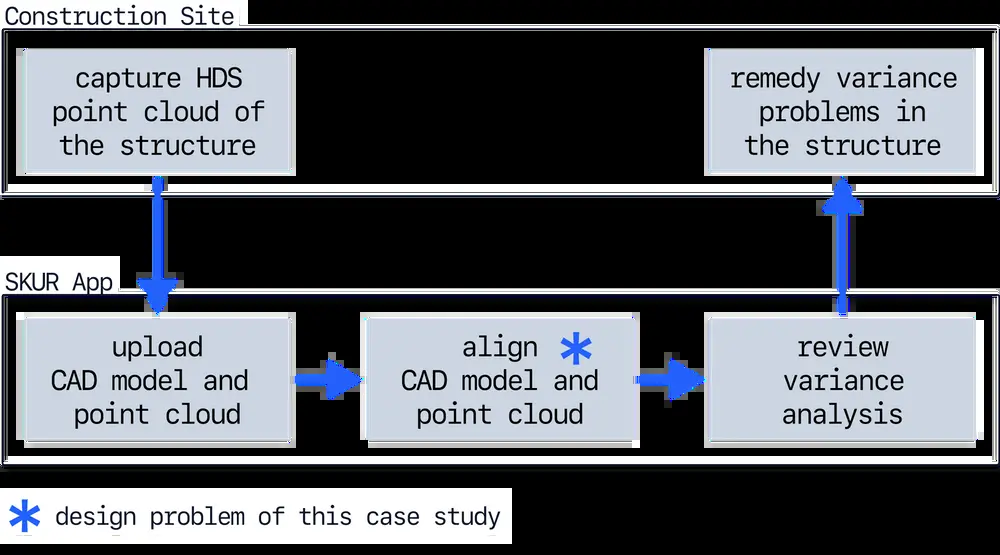 Construction Site
capture HDS
point cloud of
the structure
remedy variance
problems in
the structure
SKUR App
upload
CAD model and
point cloud
align *
CAD model and
point cloud
review
variance
analysis
* design problem of this case study